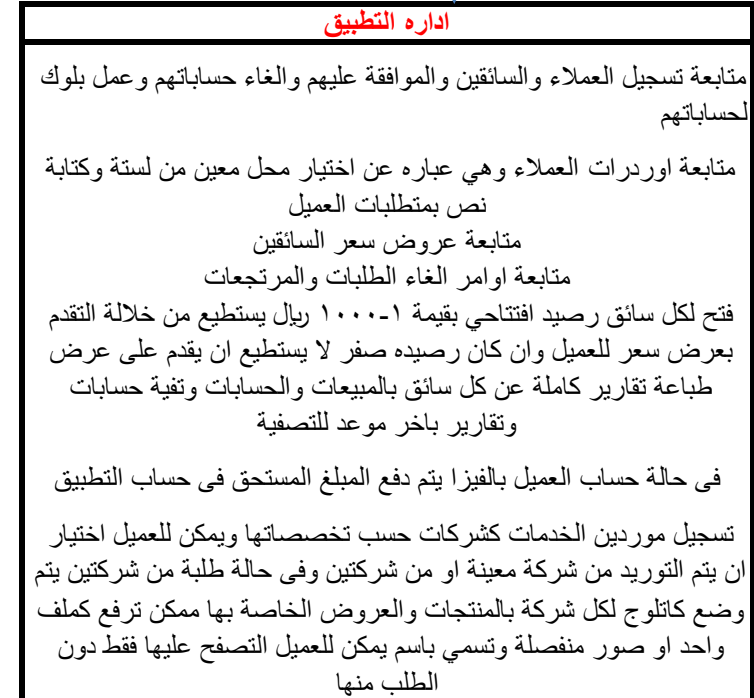 اداره التطبيق
متابعة تسجيل العملاء والسائقين والموافقة عليهم والغاء حساباتهم وعمل بلوك
لحساباتهم
متابعة اوردرات العملاء وهي عباره عن اختيار محل معين من لستة وكتابة
نص بمتطلبات العميل
متابعة عروض سعر السائقين
متابعة اوامر الغاء الطلبات والمرتجعات
فتح لكل سائق رصيد افتتاحي بقيمة ١-١٠٠٠ ريال يستطيع من خلالة التقدم
بعرض سعر للعميل وان كان رصيده صفر لا يستطيع ان يقدم على عرض
طباعة تقارير كاملة عن كل سائق بالمبيعات والحسابات وتفية حسابات
وتقارير باخر موعد للتصفية
فى حالة حساب العميل بالفيزا يتم دفع المبلغ المستحق فى حساب التطبيق
تسجيل موردين الخدمات كشركات حسب تخصصاتها ويمكن للعميل اختيار
ان يتم التوريد من شركة معينة او من شركتين وفى حالة طلبة من شركتين يتم
وضع كاتلوج لكل شركة بالمنتجات والعروض الخاصة بها ممكن ترفع كملف
واحد او صور منفصلة وتسمي باسم يمكن للعميل التصفح عليها فقط دون
الطلب منها